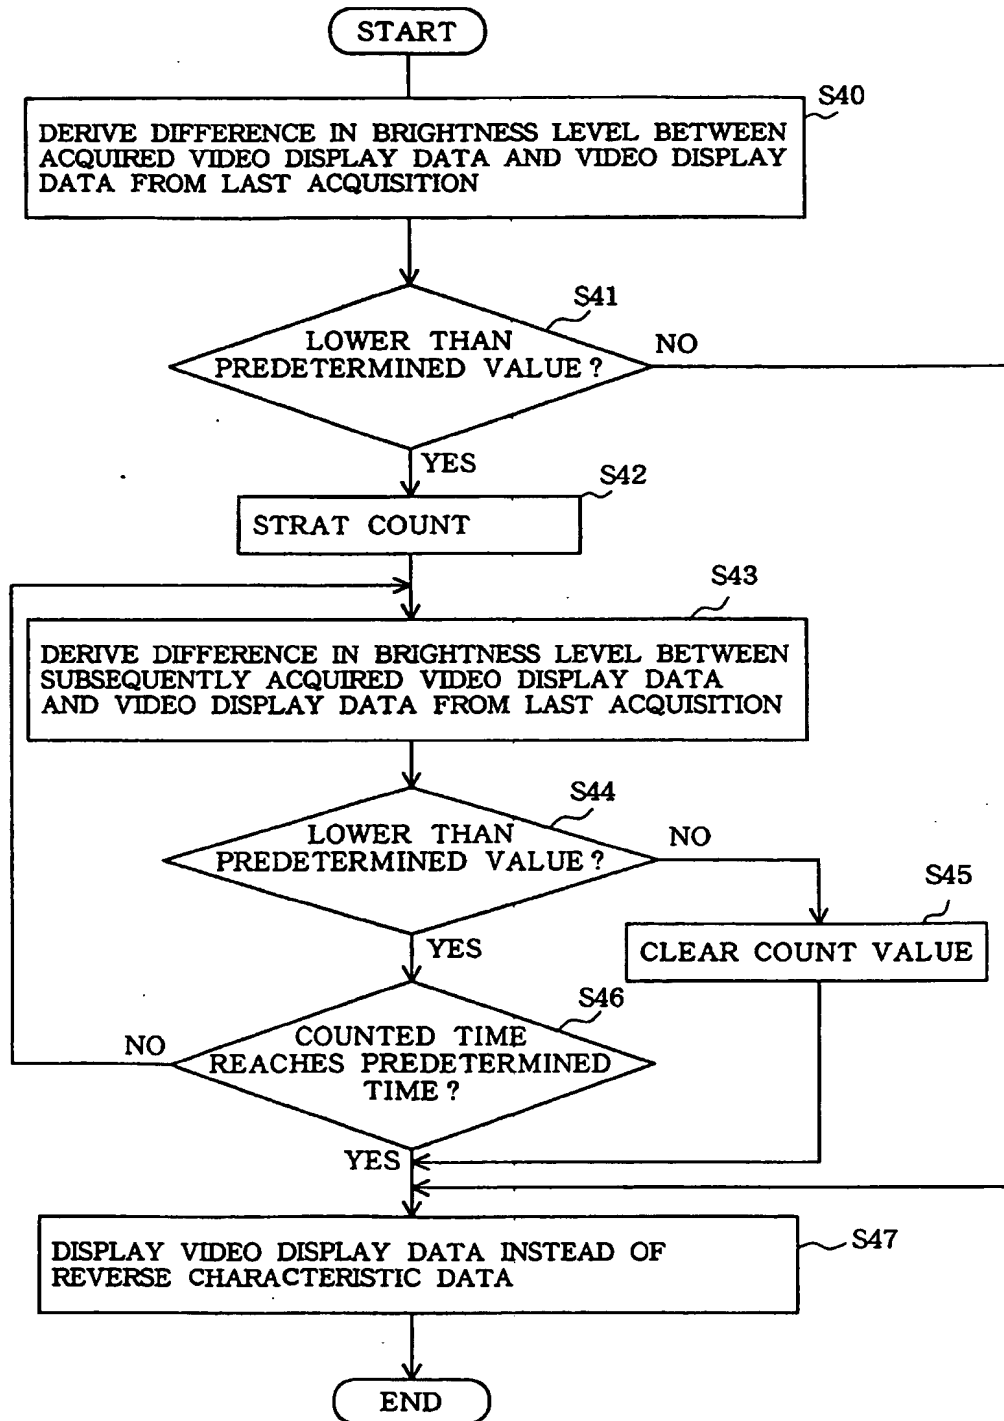 START
S40
DERIVE DIFFERENCE IN BRIGHTNESS LEVEL BETWEEN
ACQUIRED VIDEO DISPLAY DATA AND VIDEO DISPLAY
DATA FROM LAST ACQUISITION
S41
LOWER THAN
PREDETERMINED VALUE?
NO
YES
S42
STRAT COUNT
S43
DERIVE DIFFERENCE IN BRIGHTNESS LEVEL BETWEEN
SUBSEQUENTLY ACQUIRED VIDEO DISPLAY DATA
AND VIDEO DISPLAY DATA FROM LAST ACQUISITION
S44
LOWER THAN
PREDETERMINED VALUE?
NO
YES
S45
CLEAR COUNT VALUE
S46
COUNTED TIME
REACHES PREDETERMINED
TIME?
NO
YES
S47
DISPLAY VIDEO DISPLAY DATA INSTEAD OF
REVERSE CHARACTERISTIC DATA
END